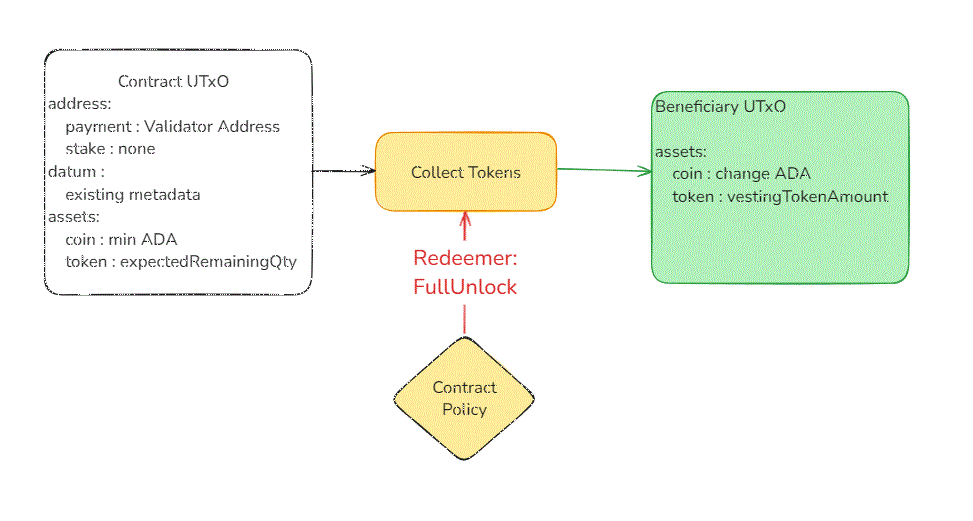 Contract UTxO
address:
payment : Validator Address
stake : none
datum :
existing metadata
assets:
coin : min ADA
token : expectedRemainingQty
Collect Tokens
Redeemer:
FullUnlock
Contract
Policy
Beneficiary UTxO
assets:
coin : change ADA
token : vestingTokenAmount